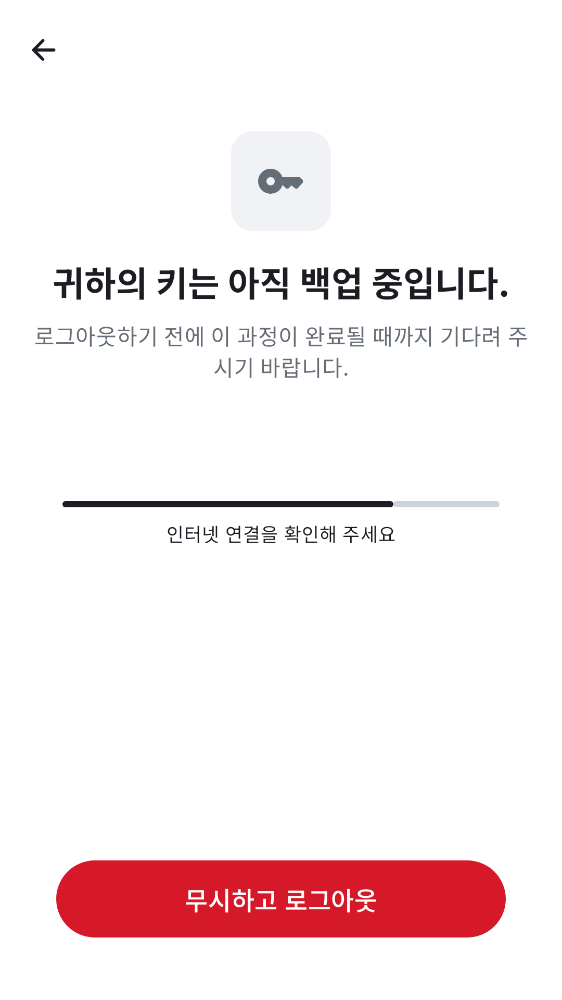 귀하의 키는 아직 백업 중입니다.
로그아웃하기 전에 이 과정이 완료될 때까지 기다려 주
시기 바랍니다.
인터넷 연결을 확인해 주세요
무시하고 로그아웃